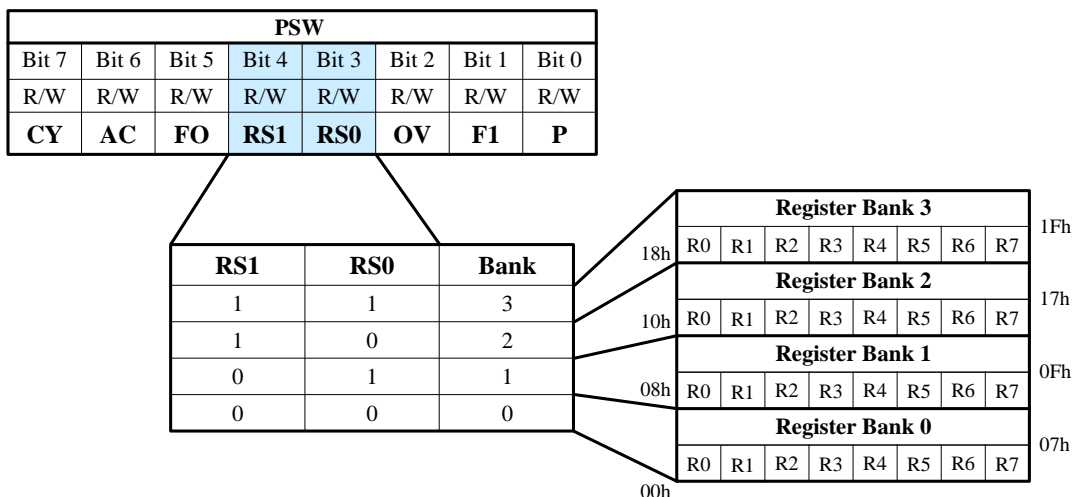 PSW
Bit 7 Bit 6 Bit 5 Bit 4 Bit 3 Bit 2 Bit 1 Bit 0
R/W R/W R/W R/W R/W R/W R/W R/W
CY AC FO RS1 RS0 OV F1 P
RS1 RS0 Bank
1 1 3
1 0 2
0 1 1
0 0 0
Register Bank 3
1Fh
18h R0 R1 R2 R3 R4 R5 R6 R7
Register Bank 2
17h
10h R0 R1 R2 R3 R4 R5 R6 R7
Register Bank 1
0Fh
08h R0 R1 R2 R3 R4 R5 R6 R7
Register Bank 0
07h
R0 R1 R2 R3 R4 R5 R6 R7
00h